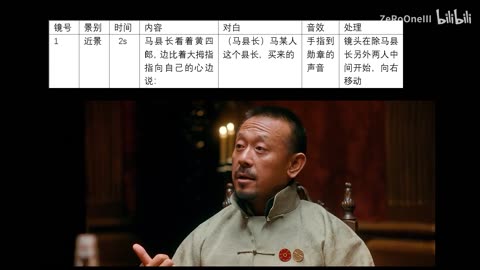 ZeRoOneIII bilibili
镜号 景别 时间 内容 对白 音效 处理
1 近景 2s 马县长看着黄四 （马县长）马某人 手指到 镜头在除马县
郎，边比着大拇指 这个县长，买来的 勋章的 长另外两人中
指向自己的心边 声音 间开始，向右
说： 移动